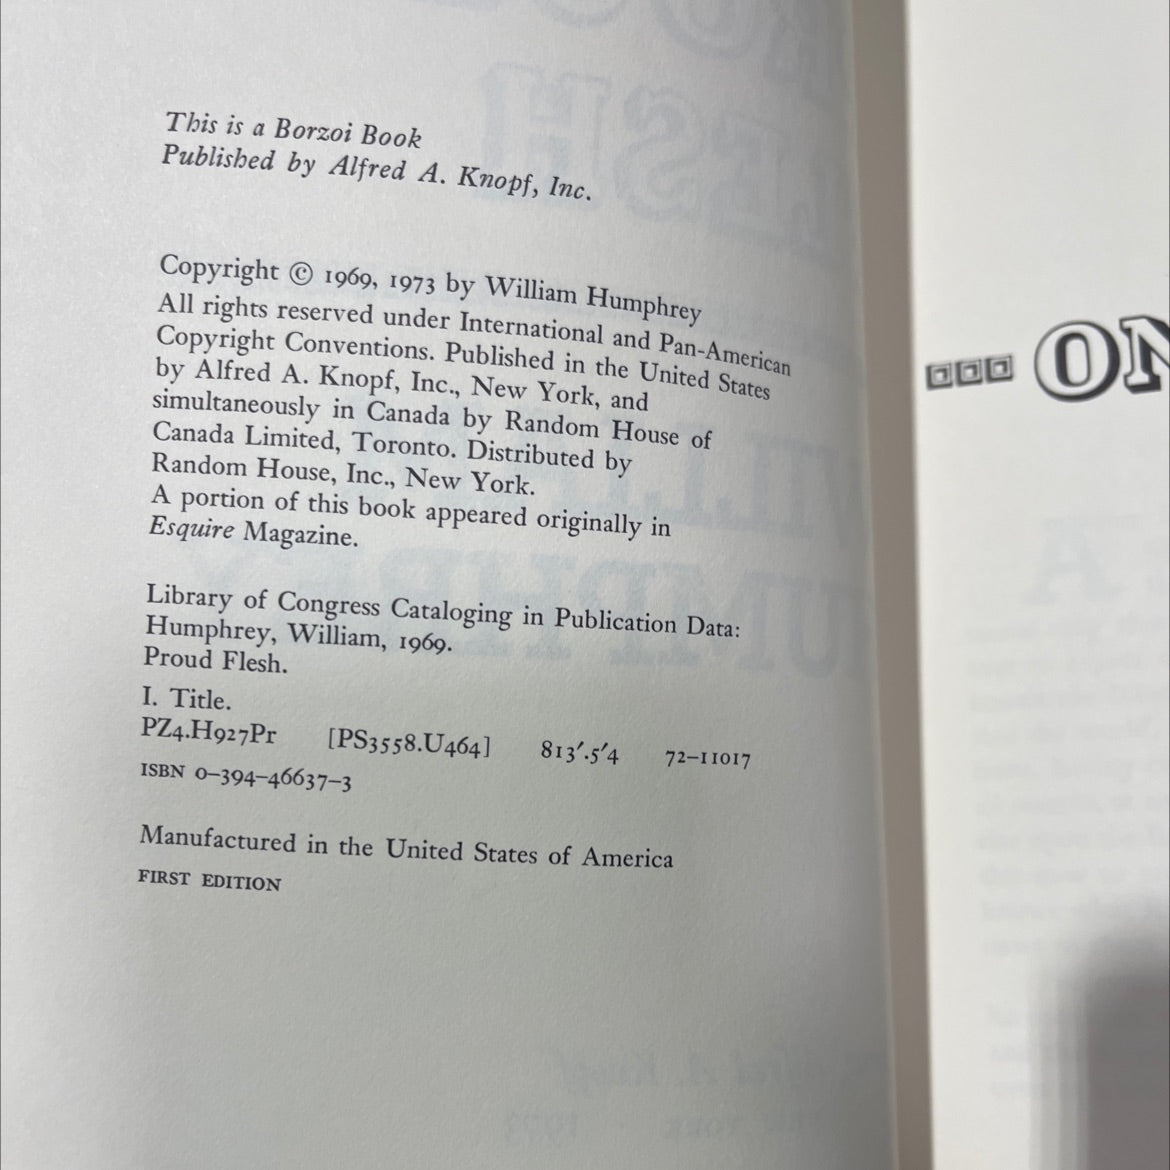 This is a Borzoi Book
Published by Alfred A. Knopf, Inc.
Copyright © 1969, 1973 by William Humphrey
All rights reserved under International and Pan-American
Copyright Conventions. Published in the United States
by Alfred A. Knopf, Inc., New York, and
simultaneously in Canada by Random House of
Canada Limited, Toronto. Distributed by
Random House, Inc., New York.
A portion of this book appeared originally in
Esquire Magazine.
Library of Congress Cataloging in Publication Data:
Humphrey, William, 1969.
Proud Flesh.
I. Title.
PZ4.H927Pr [PS3558.U464] 813′.5′4 72–11017
ISBN 0–394–46637–3
Manufactured in the United States of America
FIRST EDITION
ON